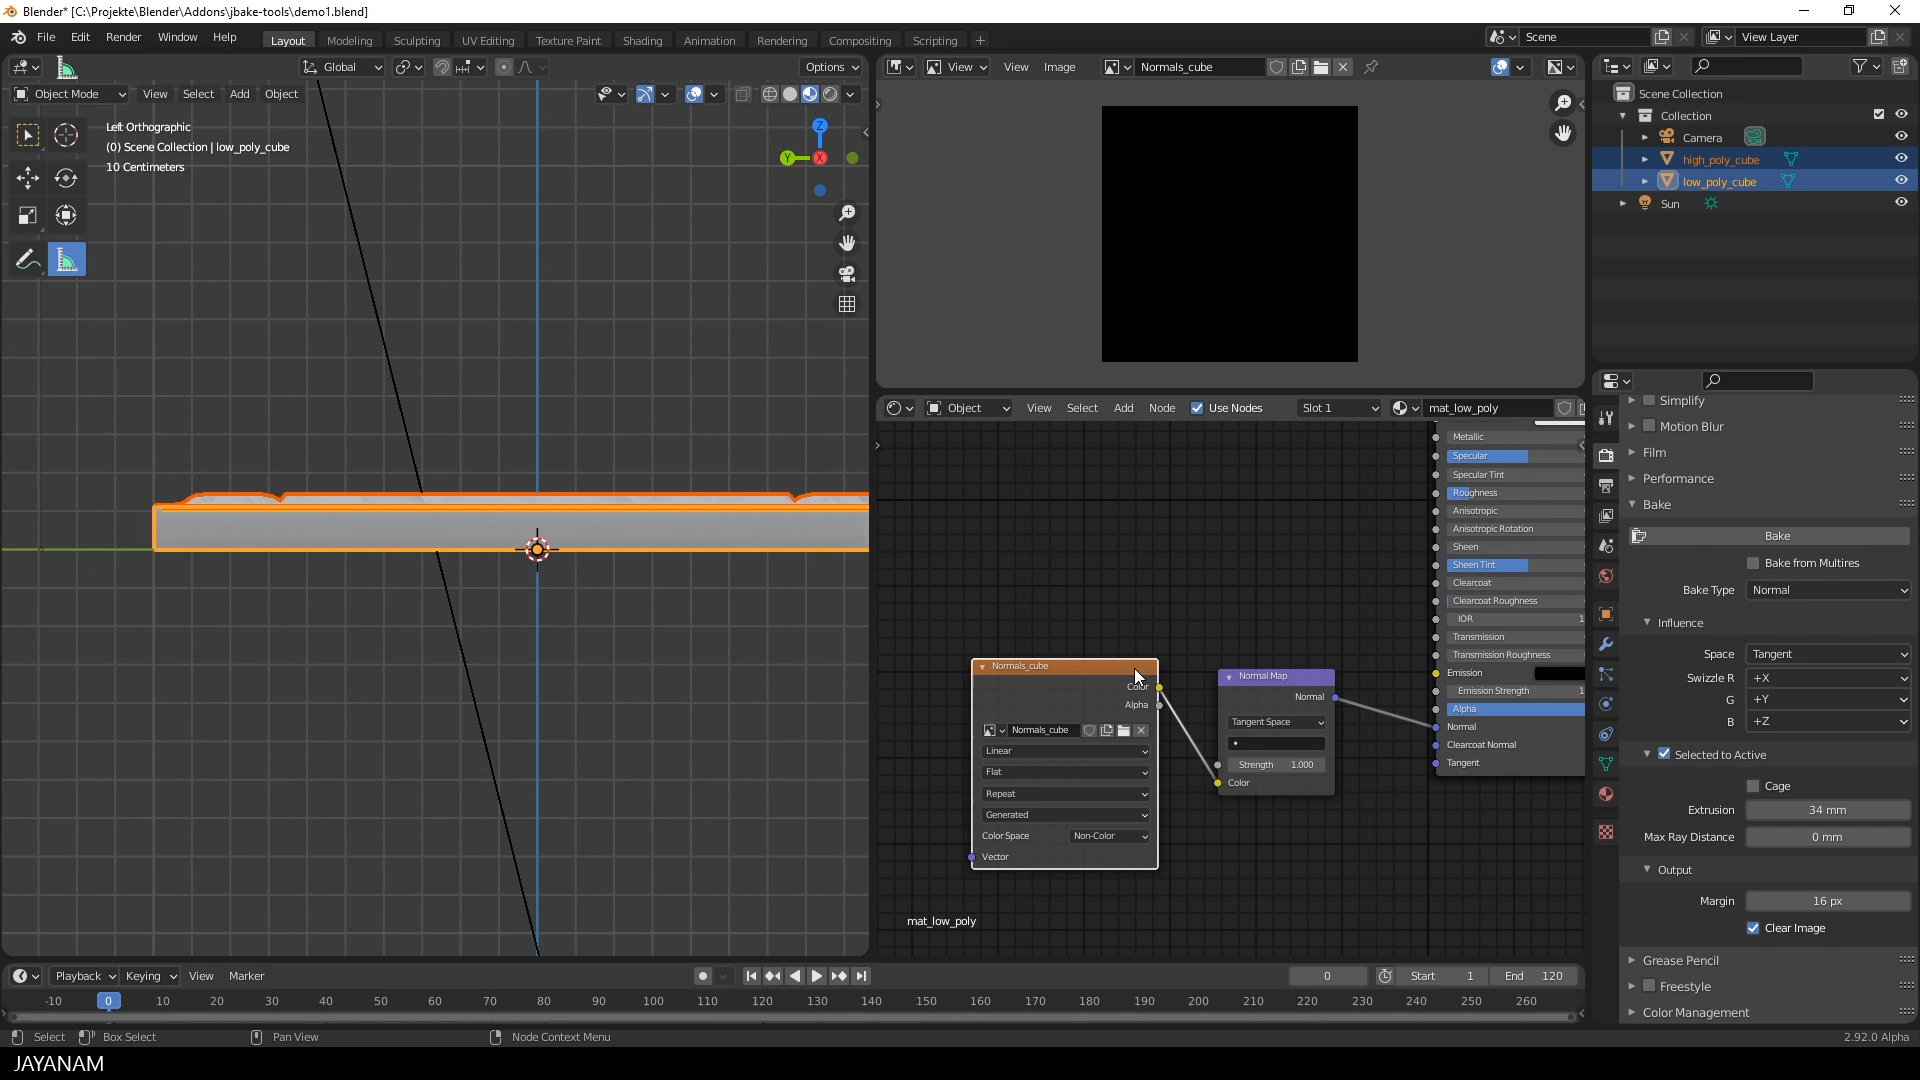 Blender* [C:\Projekte\Blender\Addons\jbake-tools\demo1.blend]
File Edit Render Window Help Layout Modeling Sculpting UV Editing Texture Paint Shading Animation Rendering Compositing Scripting + Scene View Layer
Global Options
Object Mode View Select Add Object
Left Orthographic
(0) Scene Collection | low_poly_cube
10 Centimeters
Z
Y
X
View View Image Normals_cube
Object View Select Add Node Use Nodes Slot 1 mat_low_poly
Metallic
Specular
Specular Tint
Roughness
Anisotropic
Anisotropic Rotation
Sheen
Sheen Tint
Clearcoat
Clearcoat Roughness
IOR 1
Transmission
Transmission Roughness
Emission
Emission Strength 1
Alpha
Normal
Clearcoat Normal
Tangent
Normals_cube
Color
Alpha
Normals_cube
Linear
Flat
Repeat
Generated
Color Space Non-Color
Vector
Normal Map
Normal
Tangent Space
Strength 1.000
Color
mat_low_poly
Scene Collection
Collection
Camera
high_poly_cube
low_poly_cube
Sun
Simplify
Motion Blur
Film
Performance
Bake
Bake
Bake from Multires
Bake Type Normal
Influence
Space Tangent
Swizzle R +X
G +Y
B +Z
Selected to Active
Cage
Extrusion 34 mm
Max Ray Distance 0 mm
Output
Margin 16 px
Clear Image
Grease Pencil
Freestyle
Color Management
Playback Keying View Marker 0 Start 1 End 120
-10 0 10 20 30 40 50 60 70 80 90 100 110 120 130 140 150 160 170 180 190 200 210 220 230 240 250 260
Select Box Select Pan View Node Context Menu 2.92.0 Alpha
JAYANAM